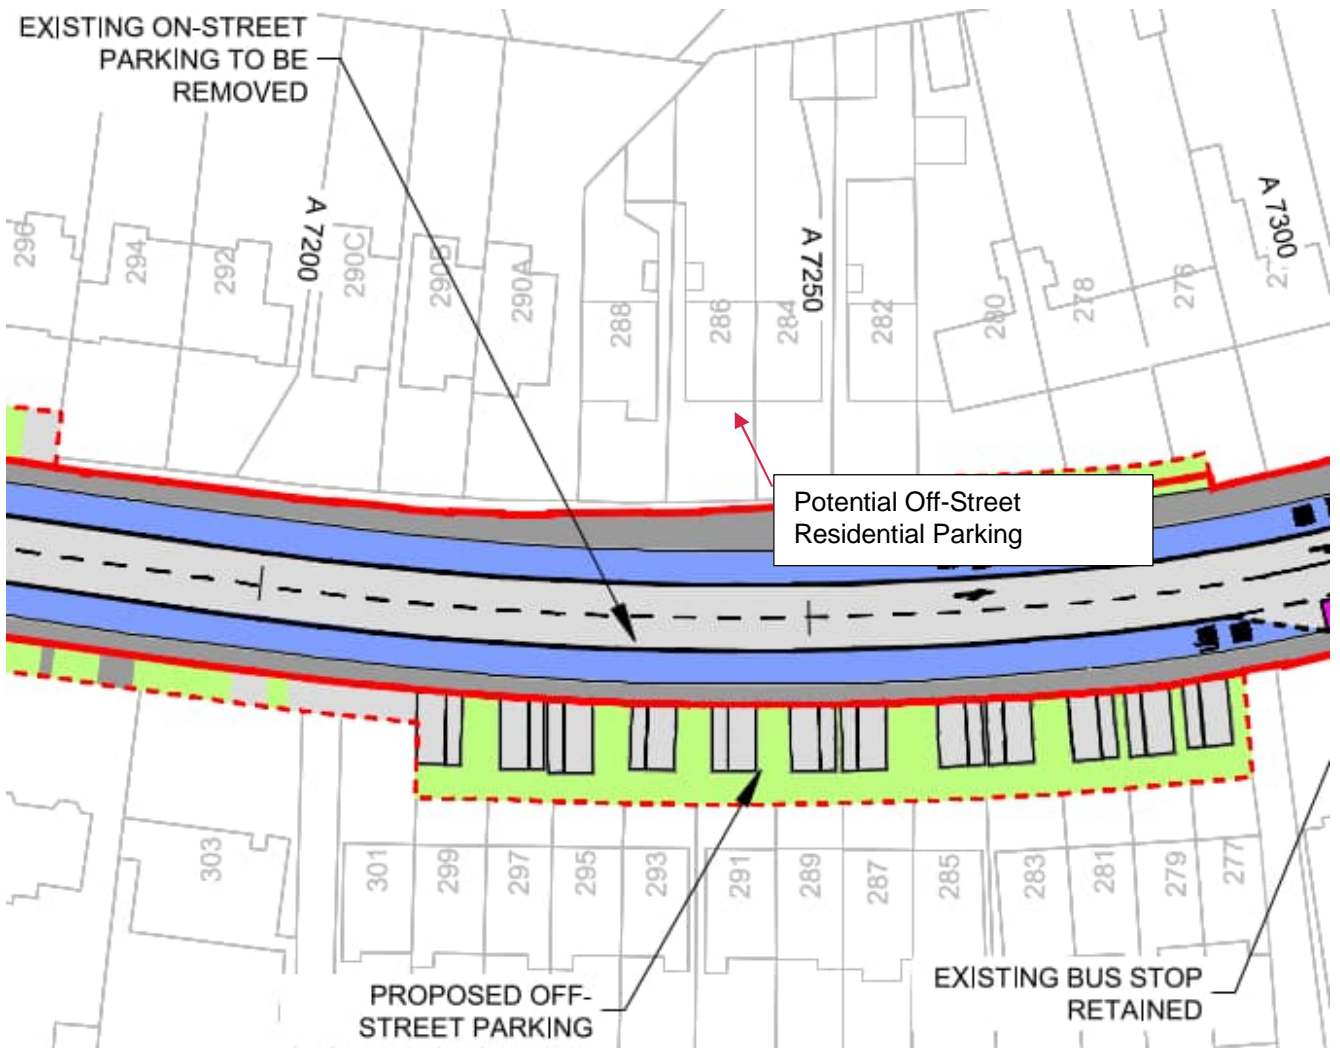 EXISTING ON-STREET
PARKING TO BE
REMOVED
A 7200
A 7250
A 7300
296
294
292
290C
290B
290A
288
286
284
282
280
278
276
Potential Off-Street
Residential Parking
303
301
299
297
295
293
291
289
287
285
283
281
279
277
PROPOSED OFF-
STREET PARKING
EXISTING BUS STOP
RETAINED